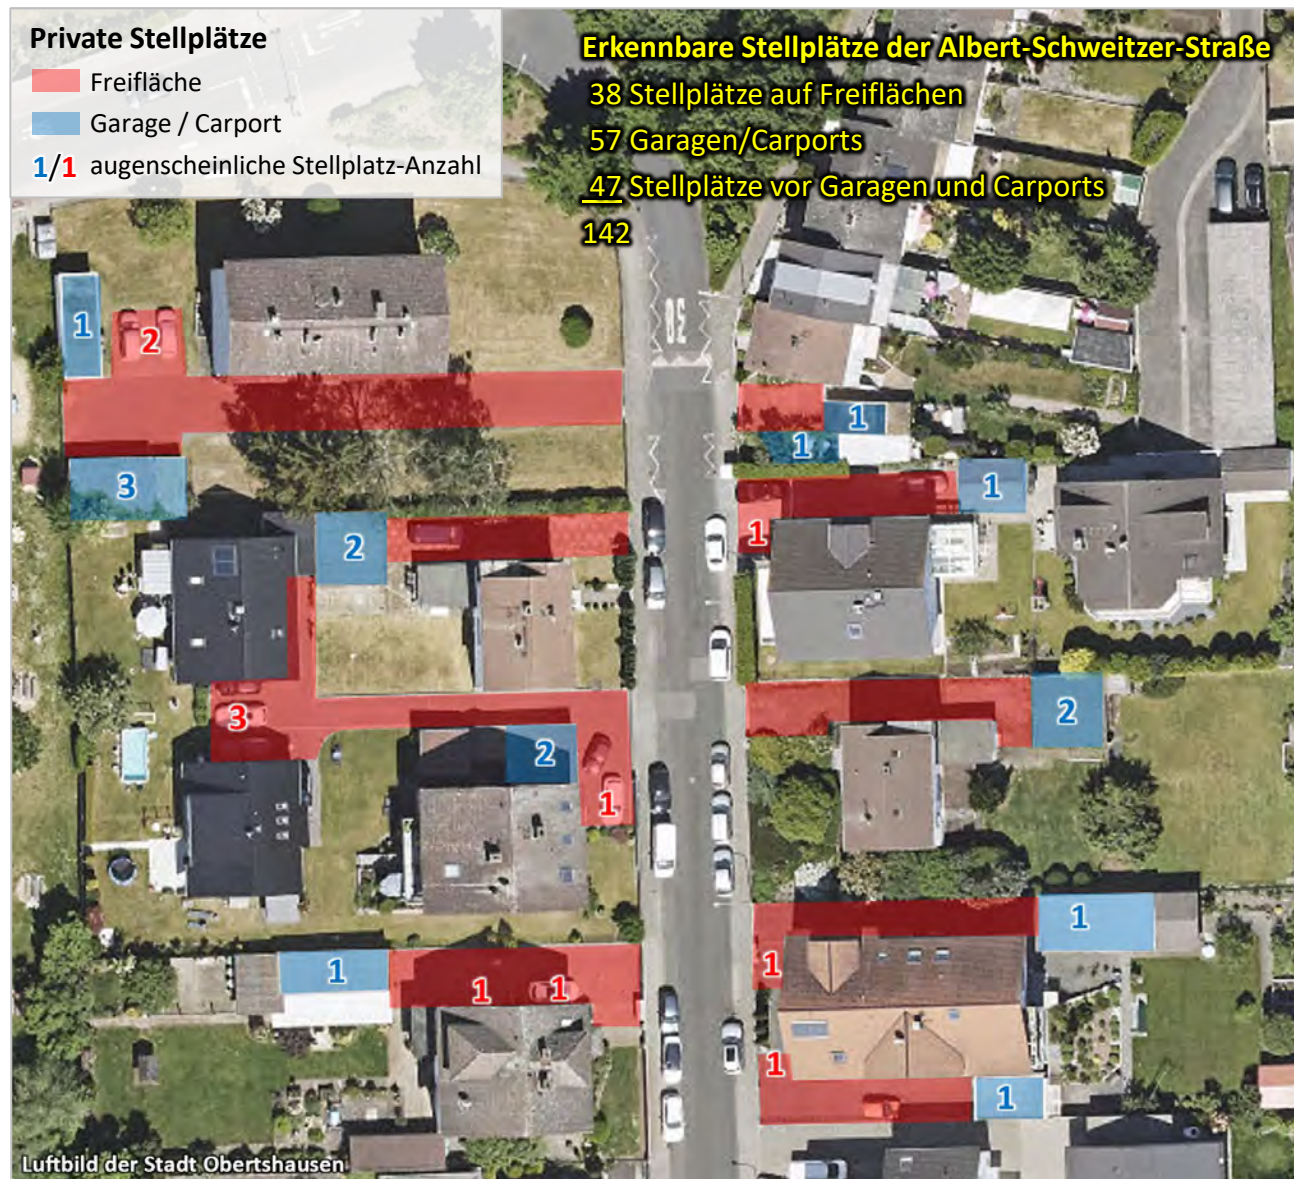 Private Stellplätze
Freifläche
Garage / Carport
1/1 augenscheinliche Stellplatz-Anzahl
Erkennbare Stellplätze der Albert-Schweitzer-Straße
38 Stellplätze auf Freiflächen
57 Garagen/Carports
47 Stellplätze vor Garagen und Carports
142
1
2
1
1
3
1
2
1
3
2
2
1
1
1
1
1
1
1
1
Luftbild der Stadt Obertshausen